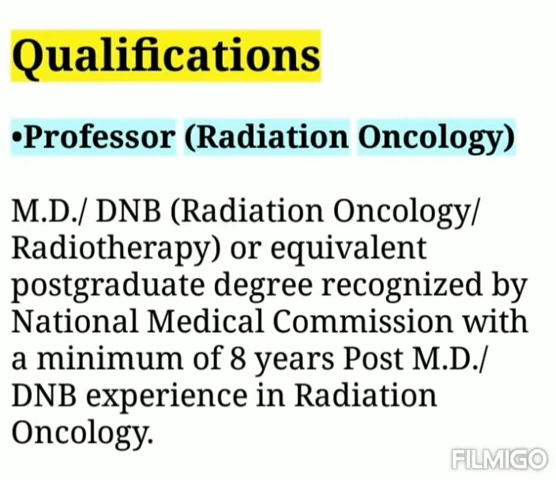 Qualifications
•Professor (Radiation Oncology)
M.D./ DNB (Radiation Oncology/
Radiotherapy) or equivalent
postgraduate degree recognized by
National Medical Commission with
a minimum of 8 years Post M.D./
DNB experience in Radiation
Oncology.
FILMIGO